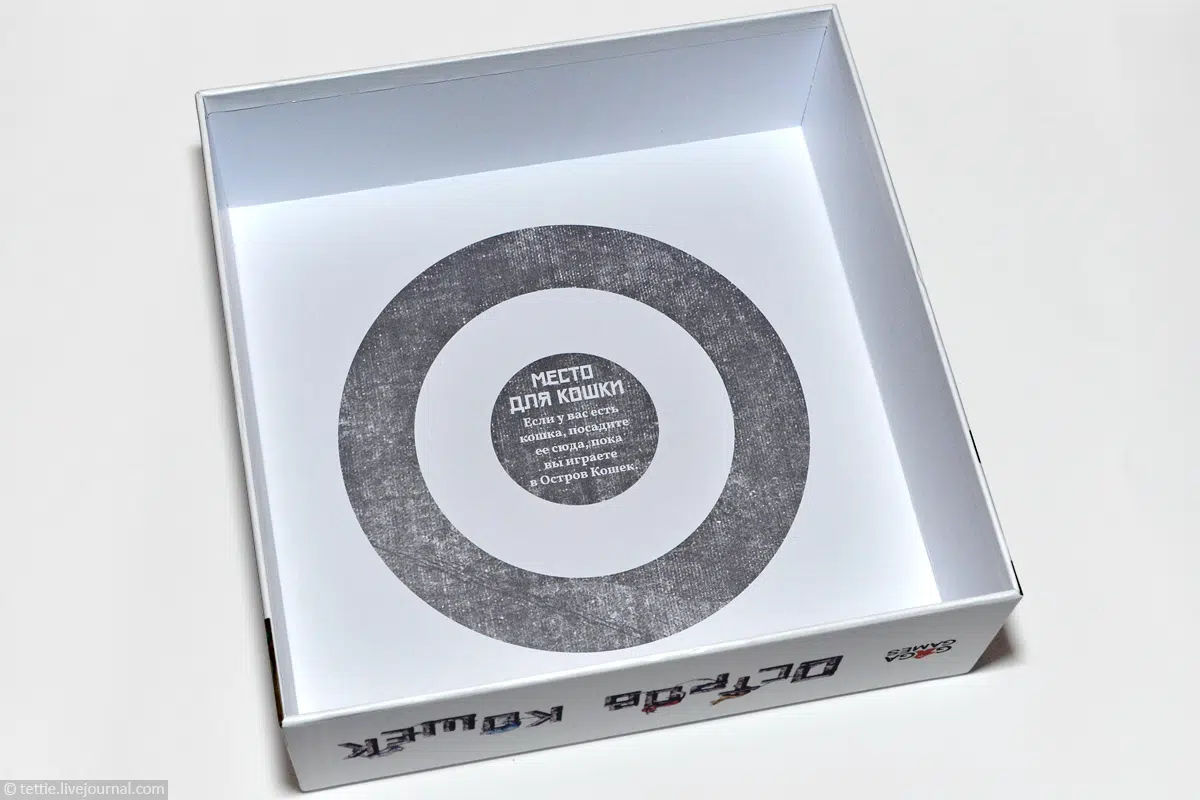 МЕСТО
ДЛЯ КОШКИ
Если у вас есть
кошка, посадите
ее сюда, пока
вы играете
в Остров Кошек.
ОСТРОВ КОШЕК
GAGA
GAMES
© tettie.livejournal.com